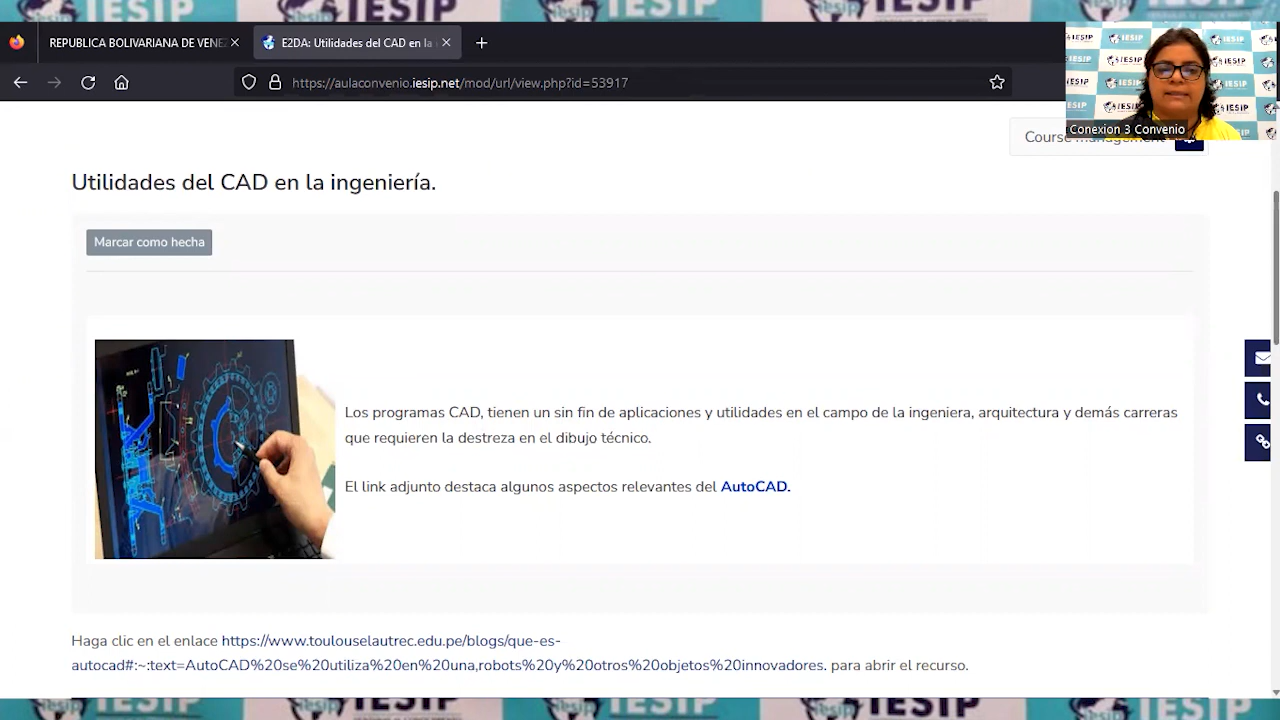 IESIP
REPUBLICA BOLIVARIANA DE VENE
E2DA: Utilidades del CAD en la i
https://aulaconvenio.iesip.net/mod/url/view.php?id=53917
Conexion 3 Convenio
Course management
Utilidades del CAD en la ingeniería.
Marcar como hecha
Los programas CAD, tienen un sin fin de aplicaciones y utilidades en el campo de la ingeniera, arquitectura y demás carreras
que requieren la destreza en el dibujo técnico.
El link adjunto destaca algunos aspectos relevantes del AutoCAD.
Haga clic en el enlace https://www.toulouselautrec.edu.pe/blogs/que-es-
autocad#:~:text=AutoCAD%20se%20utiliza%20en%20una,robots%20y%20otros%20objetos%20innovadores. para abrir el recurso.
IESIP IESIP IESIP IESIP IESIP